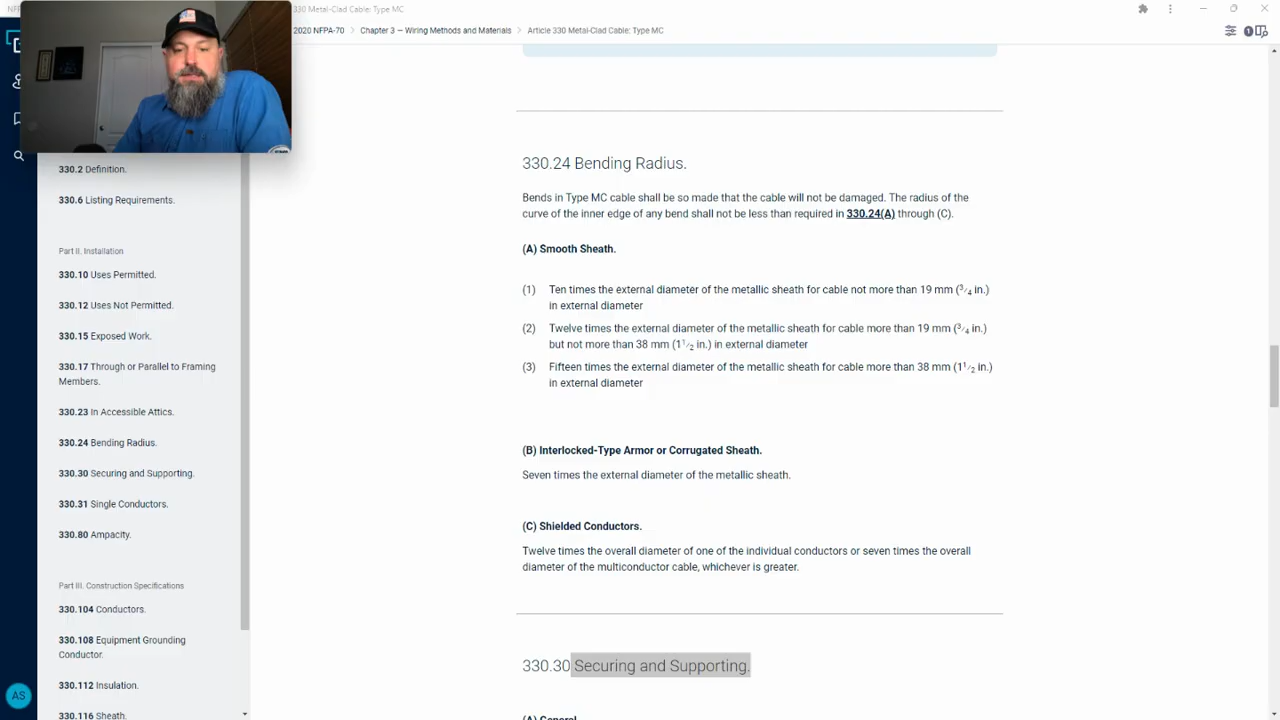 330 Metal-Clad Cable: Type MC
2020 NFPA-70 > Chapter 3 — Wiring Methods and Materials > Article 330 Metal-Clad Cable: Type MC
330.2 Definition.
330.6 Listing Requirements.
Part II. Installation
330.10 Uses Permitted.
330.12 Uses Not Permitted.
330.15 Exposed Work.
330.17 Through or Parallel to Framing
Members.
330.23 In Accessible Attics.
330.24 Bending Radius.
330.30 Securing and Supporting.
330.31 Single Conductors.
330.80 Ampacity.
Part III. Construction Specifications
330.104 Conductors.
330.108 Equipment Grounding
Conductor.
330.112 Insulation.
330.116 Sheath.
AS
330.24 Bending Radius.
Bends in Type MC cable shall be so made that the cable will not be damaged. The radius of the
curve of the inner edge of any bend shall not be less than required in 330.24(A) through (C).
(A) Smooth Sheath.
(1) Ten times the external diameter of the metallic sheath for cable not more than 19 mm (3/4 in.)
in external diameter
(2) Twelve times the external diameter of the metallic sheath for cable more than 19 mm (3/4 in.)
but not more than 38 mm (1 1/2 in.) in external diameter
(3) Fifteen times the external diameter of the metallic sheath for cable more than 38 mm (1 1/2 in.)
in external diameter
(B) Interlocked-Type Armor or Corrugated Sheath.
Seven times the external diameter of the metallic sheath.
(C) Shielded Conductors.
Twelve times the overall diameter of one of the individual conductors or seven times the overall
diameter of the multiconductor cable, whichever is greater.
330.30 Securing and Supporting.
(A) General.